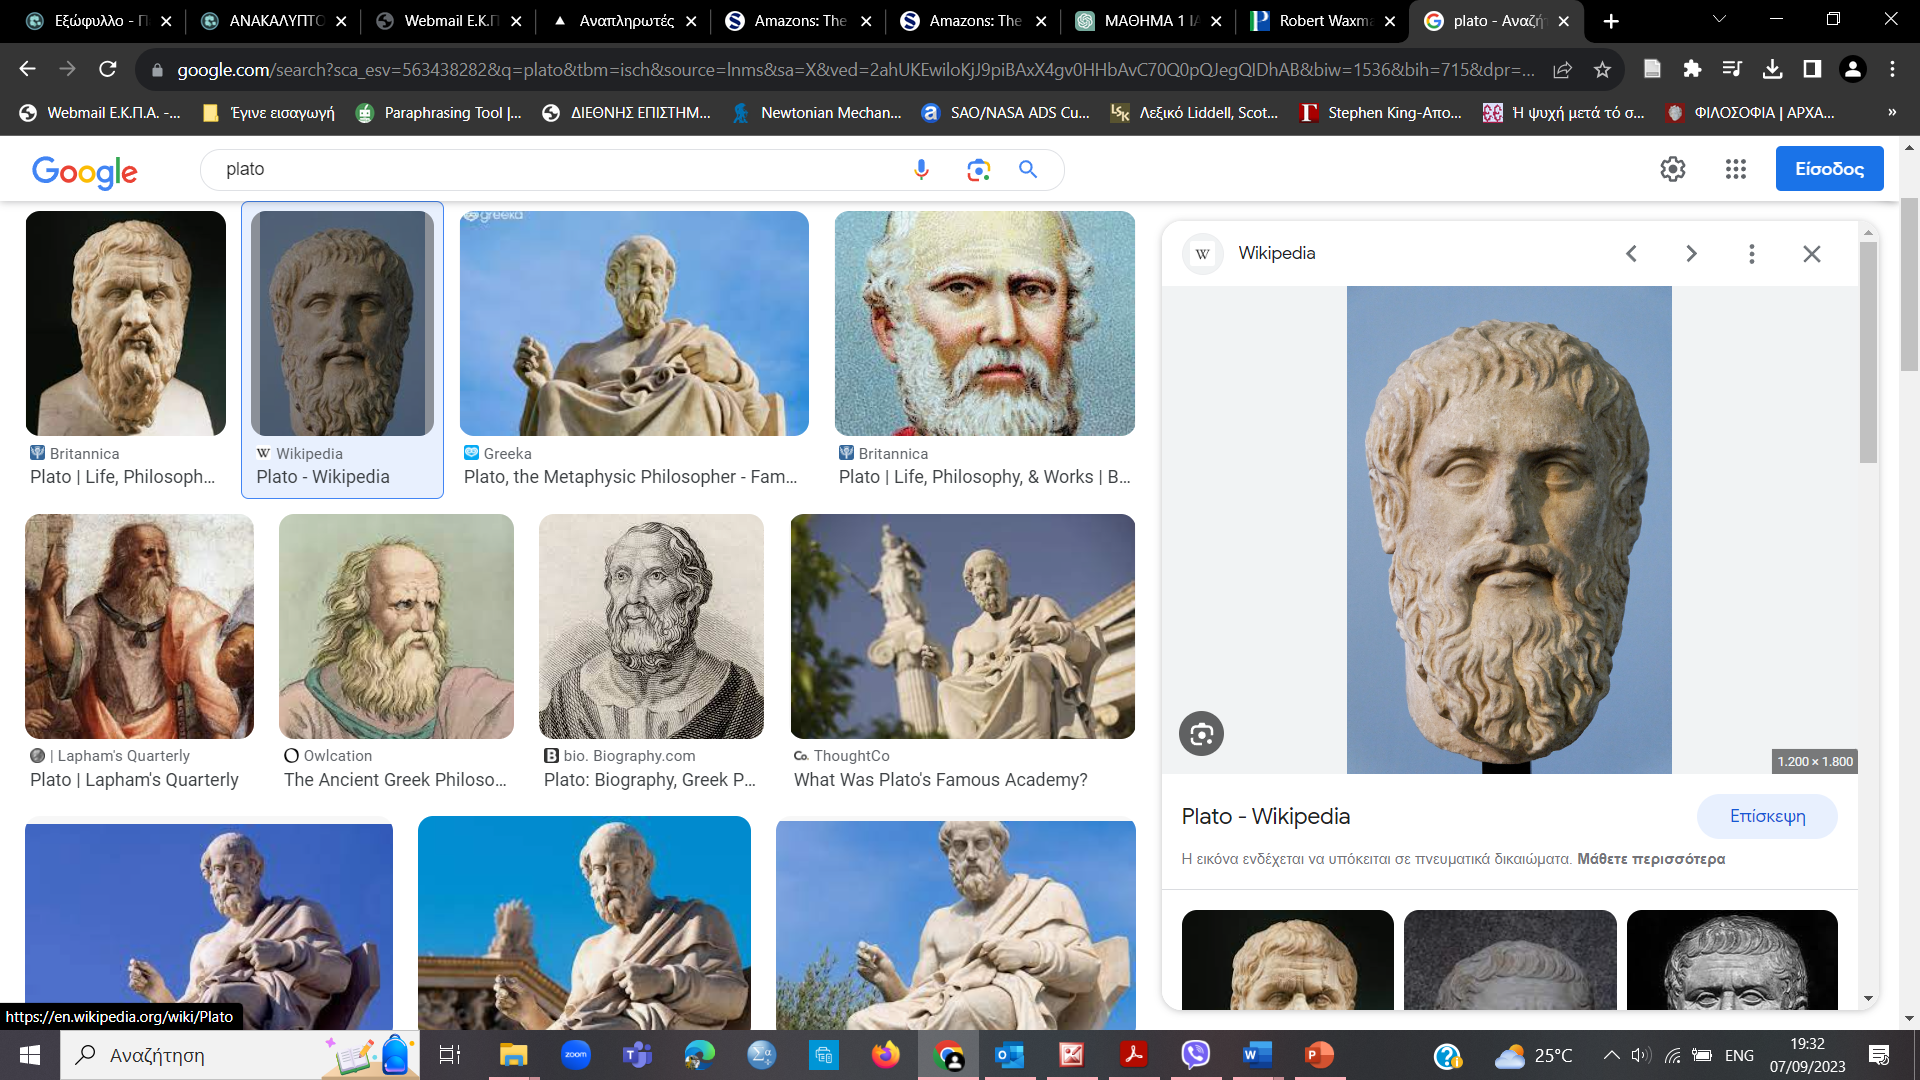 Εξώφυλλο - Π
ΑΝΑΚΑΛΥΠΤΟ
Webmail Ε.Κ.Π
Αναπληρωτές
Amazons: The
Amazons: The
ΜΑΘΗΜΑ 1 ΙΑ
Robert Waxma
plato - Αναζήτ
google.com/search?sca_esv=563438282&q=plato&tbm=isch&source=lnms&sa=X&ved=2ahUKEwiloKjJ9piBAxX4gv0HHbAvC70Q0pQJegQIDhAB&biw=1536&bih=715&dpr=...
Webmail Ε.Κ.Π.Α. -...
Έγινε εισαγωγή
Paraphrasing Tool |...
ΔΙΕΘΝΗΣ ΕΠΙΣΤΗΜ...
Newtonian Mechan...
SAO/NASA ADS Cu...
Λεξικό Liddell, Scot...
Stephen King-Απο...
Ἡ ψυχή μετά τό σ...
ΦΙΛΟΣΟΦΙΑ | ΑΡΧΑ...
»
Google
plato
Είσοδος
greeka
Britannica
Plato | Life, Philosoph...
Wikipedia
Plato - Wikipedia
Greeka
Plato, the Metaphysic Philosopher - Fam...
Britannica
Plato | Life, Philosophy, & Works | B...
| Lapham's Quarterly
Plato | Lapham's Quarterly
Owlcation
The Ancient Greek Philoso...
bio. Biography.com
Plato: Biography, Greek P...
Co. ThoughtCo
What Was Plato's Famous Academy?
W Wikipedia
1.200 × 1.800
Plato - Wikipedia
Επίσκεψη
Η εικόνα ενδέχεται να υπόκειται σε πνευματικά δικαιώματα. Μάθετε περισσότερα
https://en.wikipedia.org/wiki/Plato
Αναζήτηση
zoom
25°C
ENG
19:32
07/09/2023